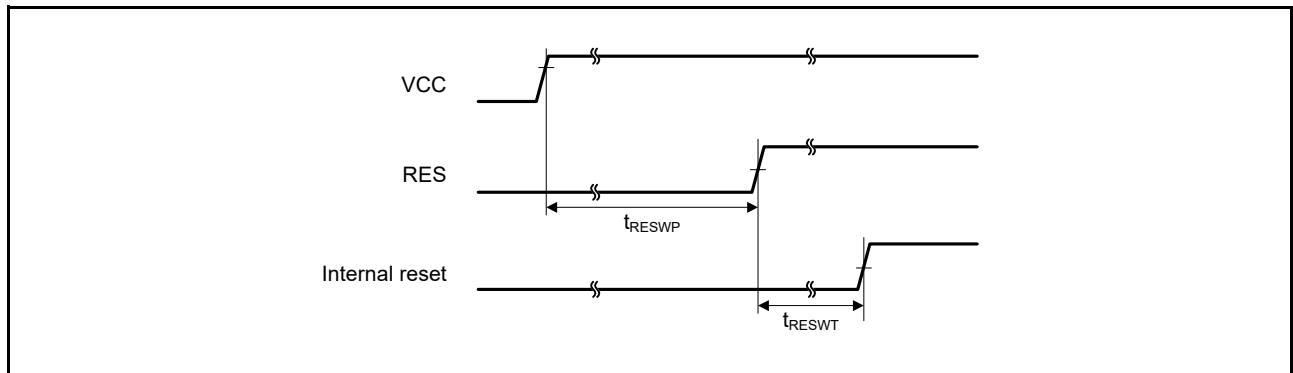 VCC
RES
tRESWP
Internal reset
tRESWT